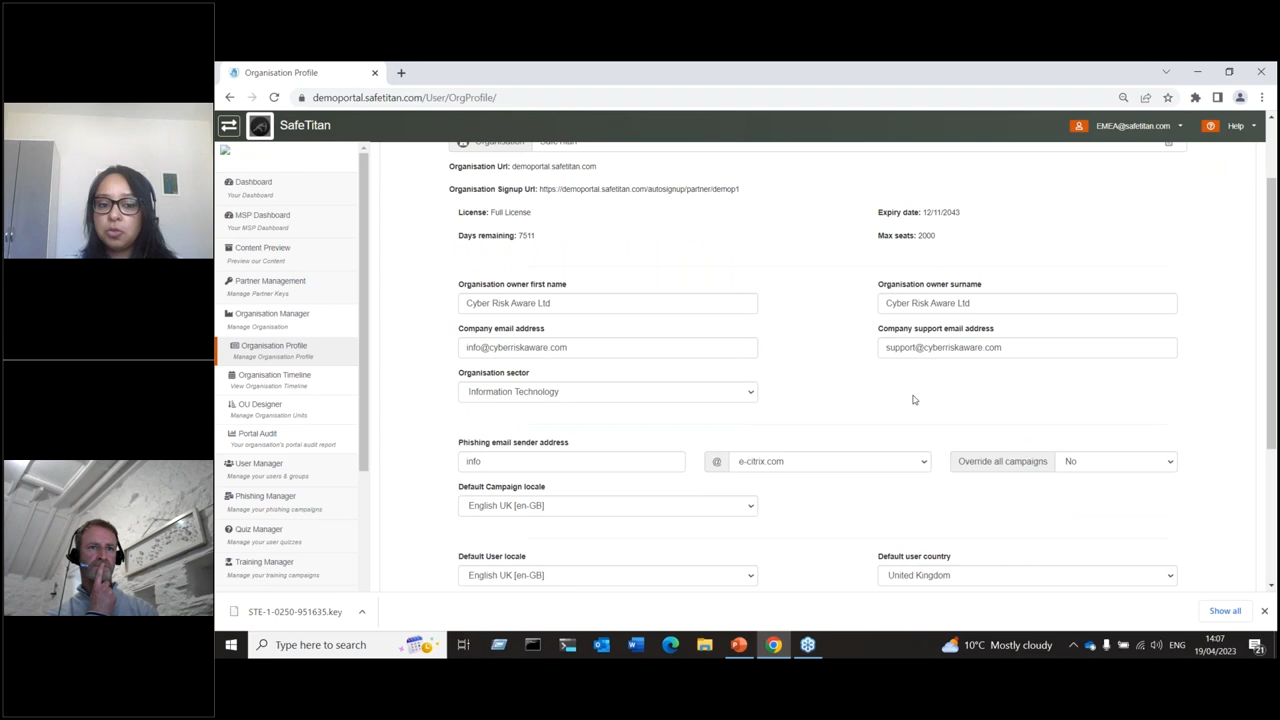 Organisation Profile
demoportal.safetitan.com/User/OrgProfile/
SafeTitan
EMEA@safetitan.com
Help
Dashboard
Your Dashboard
MSP Dashboard
Your MSP Dashboard
Content Preview
Preview our Content
Partner Management
Manage Partner Keys
Organisation Manager
Manage Organisation
Organisation Profile
Manage Organisation Profile
Organisation Timeline
View Organisation Timeline
OU Designer
Manage Organisation Units
Portal Audit
Your organisation's portal audit report
User Manager
Manage your users & groups
Phishing Manager
Manage your phishing campaigns
Quiz Manager
Manage your user quizzes
Training Manager
Manage your training campaigns
Organisation SafeTitan
Organisation Url: demoportal.safetitan.com
Organisation Signup Url: https://demoportal.safetitan.com/autosignup/partner/demop1
License: Full License Expiry date: 12/11/2043
Days remaining: 7511 Max seats: 2000
Organisation owner first name Organisation owner surname
Cyber Risk Aware Ltd Cyber Risk Aware Ltd
Company email address Company support email address
info@cyberriskaware.com support@cyberriskaware.com
Organisation sector
Information Technology
Phishing email sender address
info @ e-citrix.com Override all campaigns No
Default Campaign locale
English UK [en-GB]
Default User locale Default user country
English UK [en-GB] United Kingdom
STE-1-0250-951635.key Show all
Type here to search 10°C Mostly cloudy ENG 14:07
19/04/2023 21